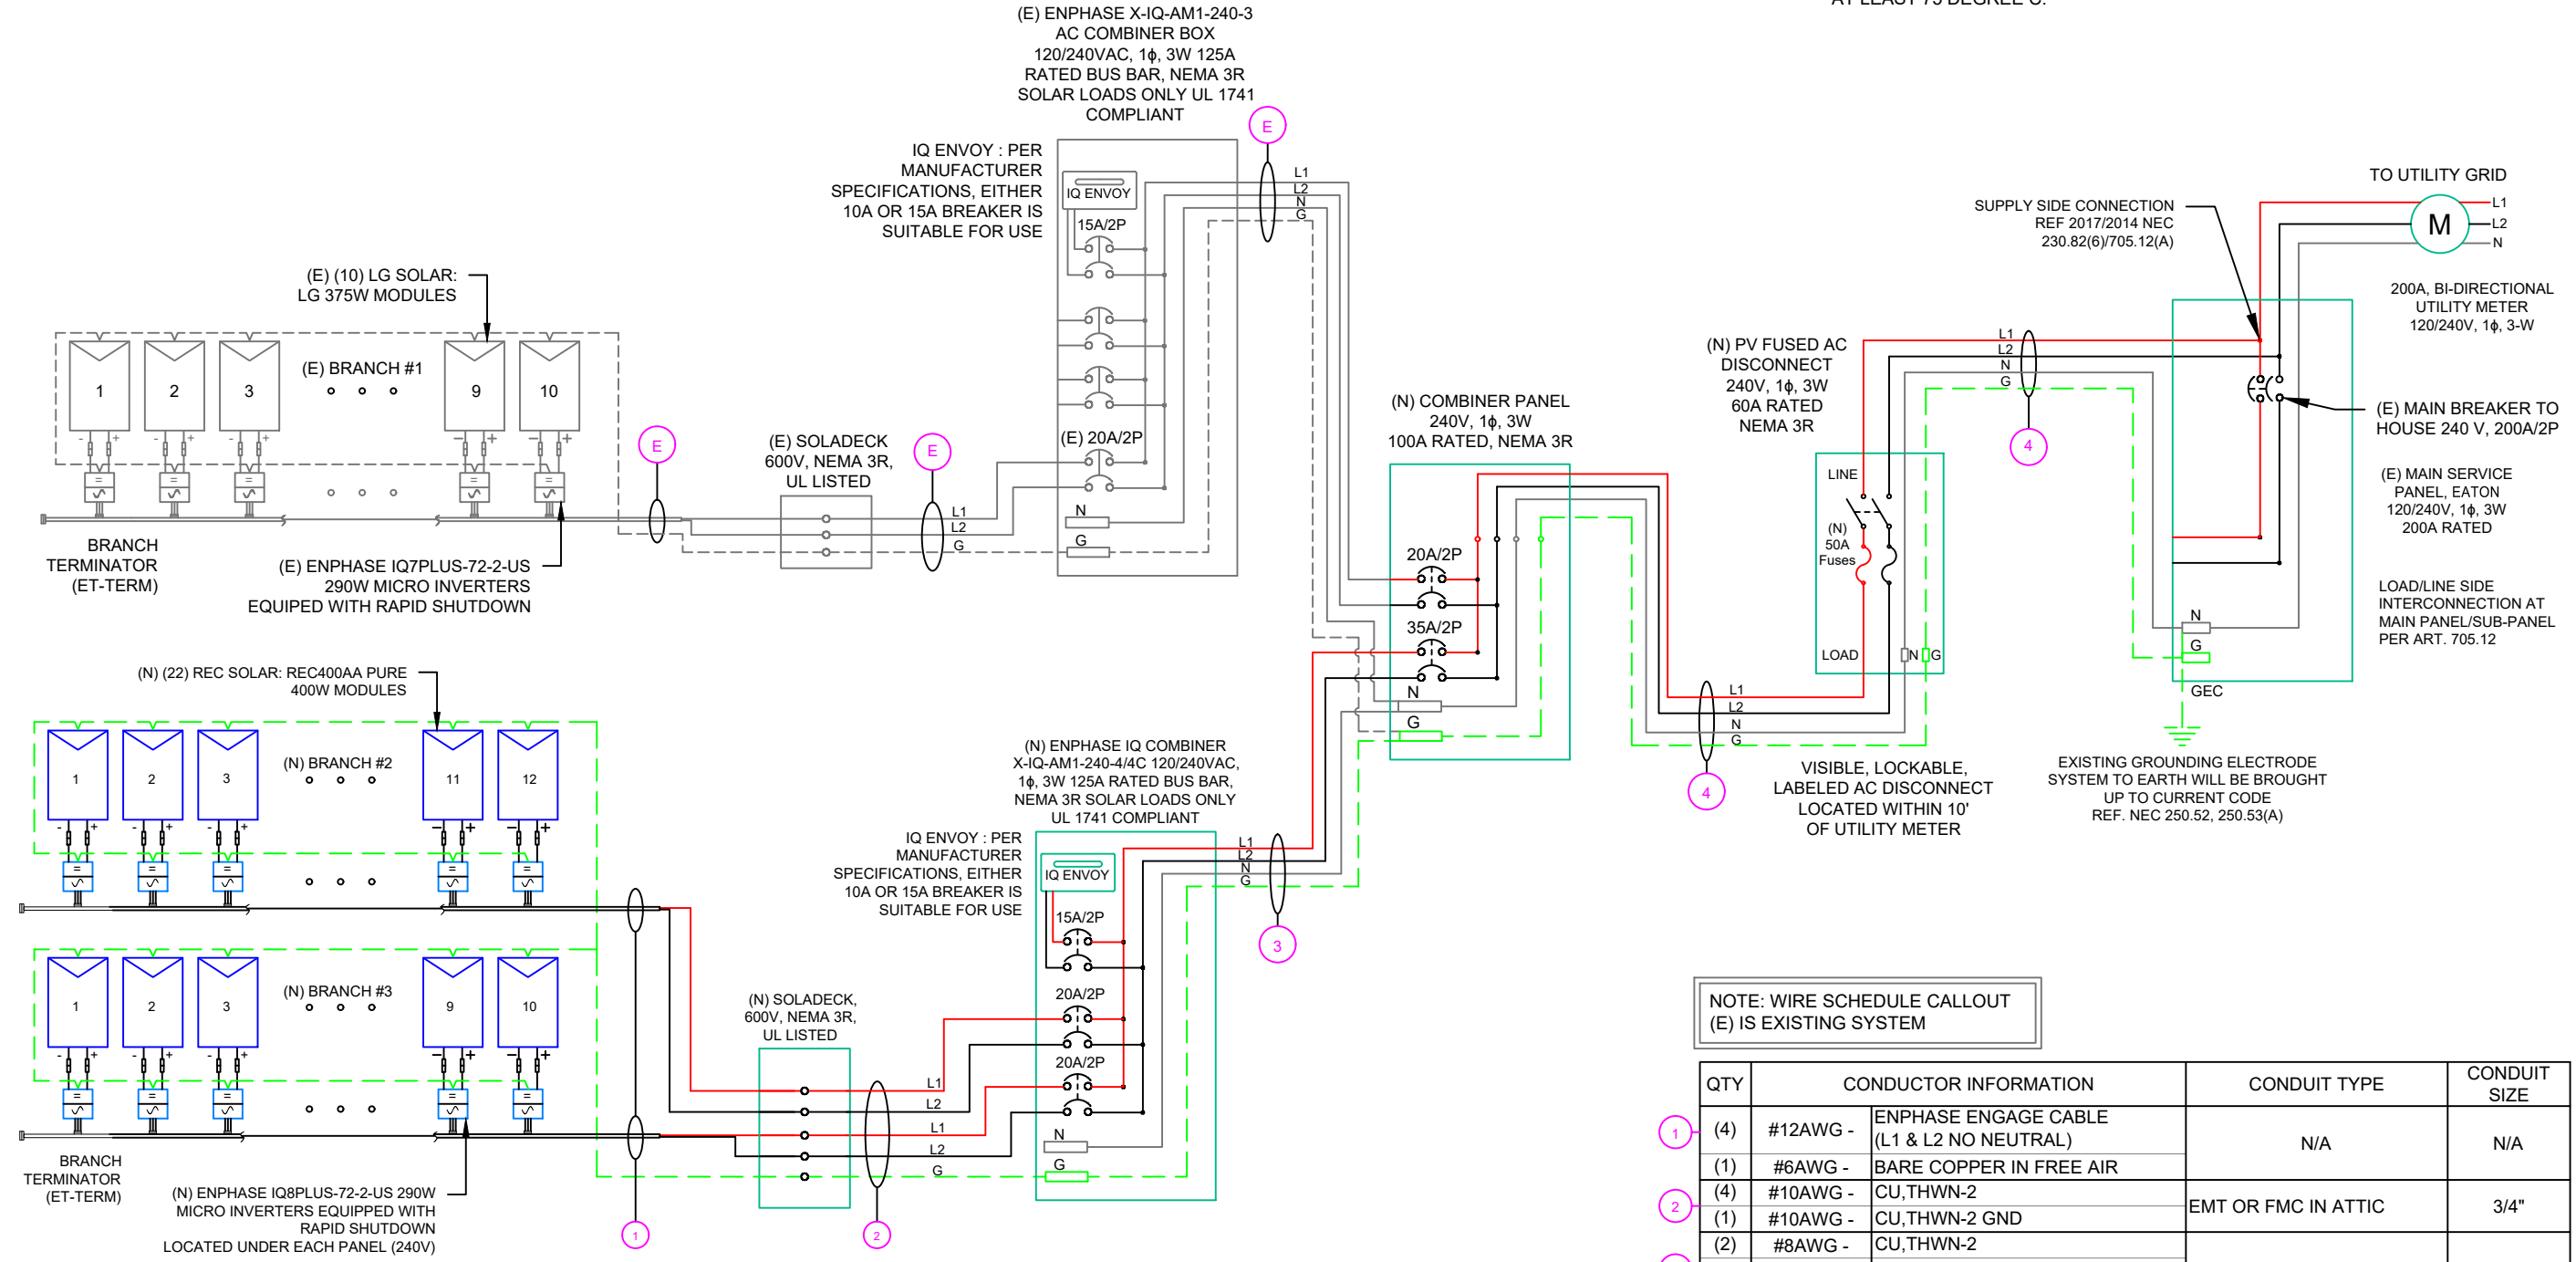 AT LEAST 75 DEGREE C.
(E) ENPHASE X-IQ-AM1-240-3
AC COMBINER BOX
120/240VAC, 1ϕ, 3W 125A
RATED BUS BAR, NEMA 3R
SOLAR LOADS ONLY UL 1741
COMPLIANT
E
IQ ENVOY : PER
MANUFACTURER
SPECIFICATIONS, EITHER
10A OR 15A BREAKER IS
SUITABLE FOR USE
IQ ENVOY
15A/2P
(E) 20A/2P
N
G
L1
L2
N
G
(E) (10) LG SOLAR:
LG 375W MODULES
1
2
3
(E) BRANCH #1
9
10
- + - + - + - + - +
BRANCH
TERMINATOR
(ET-TERM)
(E) ENPHASE IQ7PLUS-72-2-US
290W MICRO INVERTERS
EQUIPED WITH RAPID SHUTDOWN
E
(E) SOLADECK
600V, NEMA 3R,
UL LISTED
E
L1
L2
G
(N) COMBINER PANEL
240V, 1ϕ, 3W
100A RATED, NEMA 3R
20A/2P
35A/2P
N
G
(N) PV FUSED AC
DISCONNECT
240V, 1ϕ, 3W
60A RATED
NEMA 3R
LINE
(N)
50A
Fuses
LOAD
N
G
L1
L2
N
G
4
VISIBLE, LOCKABLE,
LABELED AC DISCONNECT
LOCATED WITHIN 10'
OF UTILITY METER
L1
L2
N
G
4
SUPPLY SIDE CONNECTION
REF 2017/2014 NEC
230.82(6)/705.12(A)
TO UTILITY GRID
M
L1
L2
N
200A, BI-DIRECTIONAL
UTILITY METER
120/240V, 1ϕ, 3-W
(E) MAIN BREAKER TO
HOUSE 240 V, 200A/2P
(E) MAIN SERVICE
PANEL, EATON
120/240V, 1ϕ, 3W
200A RATED
LOAD/LINE SIDE
INTERCONNECTION AT
MAIN PANEL/SUB-PANEL
PER ART. 705.12
N
G
GEC
EXISTING GROUNDING ELECTRODE
SYSTEM TO EARTH WILL BE BROUGHT
UP TO CURRENT CODE
REF. NEC 250.52, 250.53(A)
(N) (22) REC SOLAR: REC400AA PURE
400W MODULES
1
2
3
(N) BRANCH #2
11
12
- + - + - + - + - +
1
2
3
(N) BRANCH #3
9
10
- + - + - + - + - +
BRANCH
TERMINATOR
(ET-TERM)
(N) ENPHASE IQ8PLUS-72-2-US 290W
MICRO INVERTERS EQUIPPED WITH
RAPID SHUTDOWN
LOCATED UNDER EACH PANEL (240V)
1
(N) SOLADECK,
600V, NEMA 3R,
UL LISTED
2
L1
L2
L1
L2
G
(N) ENPHASE IQ COMBINER
X-IQ-AM1-240-4/4C 120/240VAC,
1ϕ, 3W 125A RATED BUS BAR,
NEMA 3R SOLAR LOADS ONLY
UL 1741 COMPLIANT
IQ ENVOY : PER
MANUFACTURER
SPECIFICATIONS, EITHER
10A OR 15A BREAKER IS
SUITABLE FOR USE
IQ ENVOY
15A/2P
20A/2P
20A/2P
N
G
L1
L2
N
G
3
NOTE: WIRE SCHEDULE CALLOUT
(E) IS EXISTING SYSTEM
QTY CONDUCTOR INFORMATION CONDUIT TYPE CONDUIT SIZE
1 (4) #12AWG - ENPHASE ENGAGE CABLE (L1 & L2 NO NEUTRAL) N/A N/A
(1) #6AWG - BARE COPPER IN FREE AIR
2 (4) #10AWG - CU,THWN-2 EMT OR FMC IN ATTIC 3/4"
(1) #10AWG - CU,THWN-2 GND
(2) #8AWG - CU,THWN-2